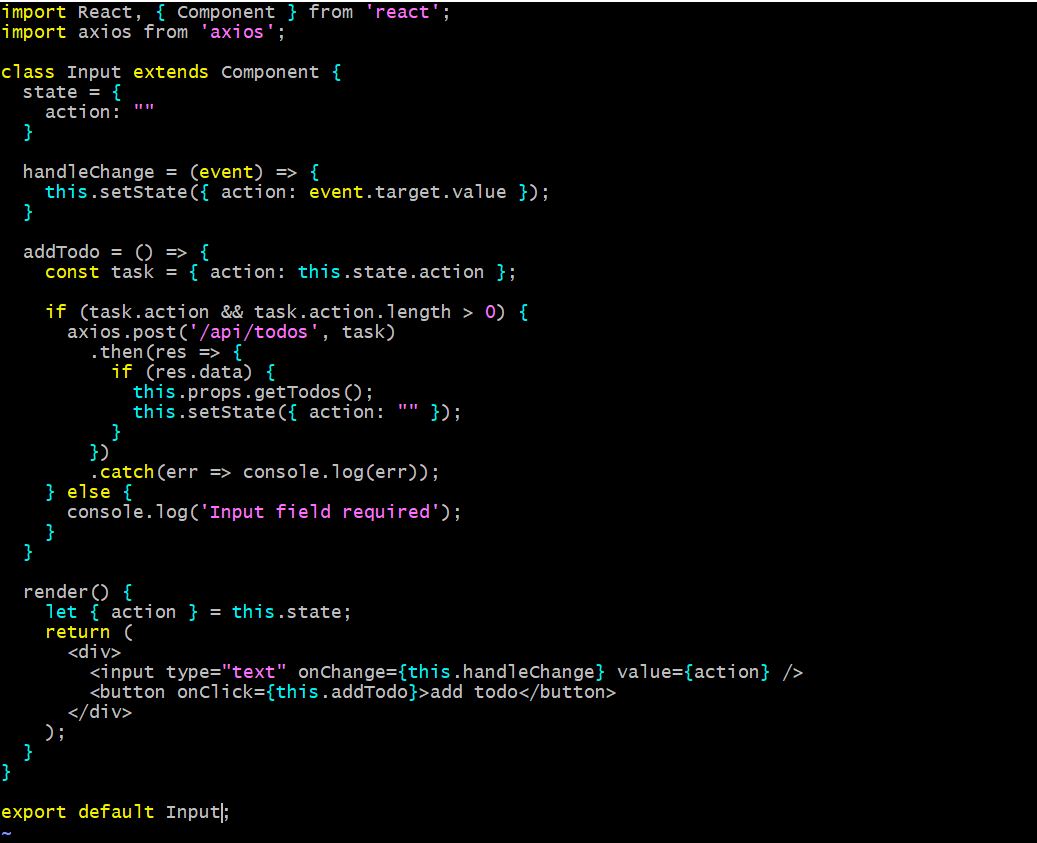 import React, { Component } from 'react';
import axios from 'axios';

class Input extends Component {
  state = {
    action: ""
  }

  handleChange = (event) => {
    this.setState({ action: event.target.value });
  }

  addTodo = () => {
    const task = { action: this.state.action };

    if (task.action && task.action.length > 0) {
      axios.post('/api/todos', task)
        .then(res => {
          if (res.data) {
            this.props.getTodos();
            this.setState({ action: "" });
          }
        })
        .catch(err => console.log(err));
    } else {
      console.log('Input field required');
    }
  }

  render() {
    let { action } = this.state;
    return (
      <div>
        <input type="text" onChange={this.handleChange} value={action} />
        <button onClick={this.addTodo}>add todo</button>
      </div>
    );
  }
}

export default Input;
~